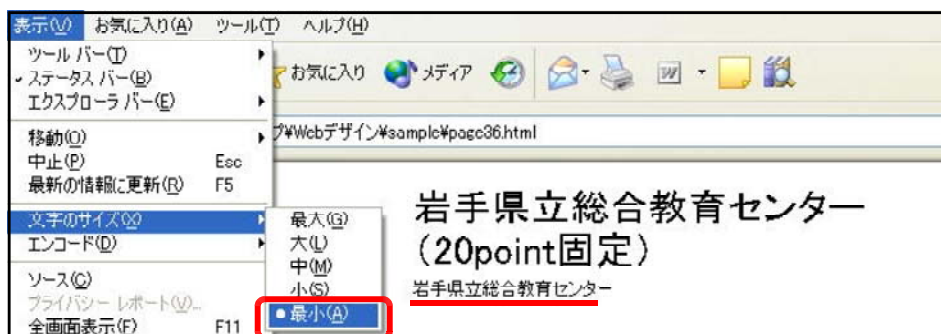 表示(V) お気に入り(A) ツール(T) ヘルプ(H)
ツール バー(T)
ステータス バー(B)
エクスプローラ バー(E)
お気に入り メディア
移動(O)
中止(P) Esc
最新の情報に更新(R) F5
プ¥Webデザイン¥sample¥page36.html
文字のサイズ(X)
エンコード(D)
ソース(C)
プライバシー レポート(V)...
全画面表示(F) F11
最大(G)
大(L)
中(M)
小(S)
最小(A)
岩手県立総合教育センター
(20point固定)
岩手県立総合教育センター